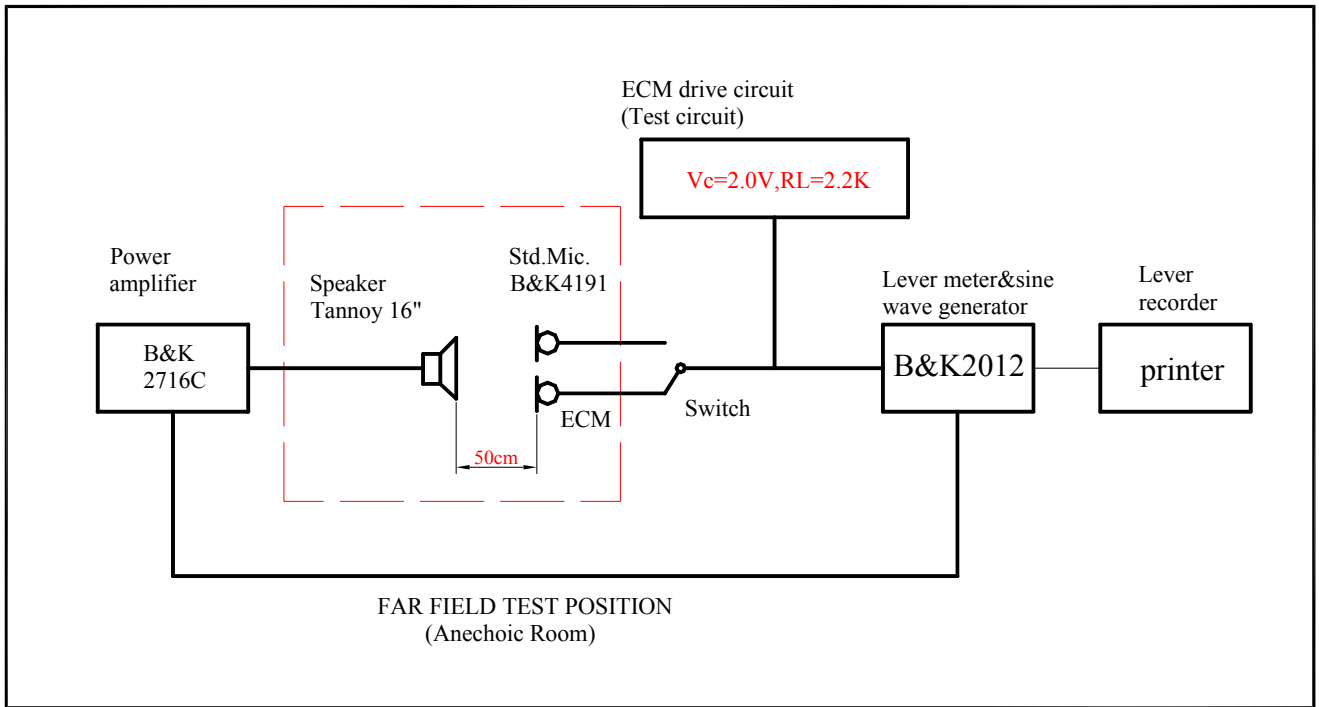 ECM drive circuit
(Test circuit)
Vc=2.0V,RL=2.2K
Power
amplifier
B&K
2716C
Speaker
Tannoy 16"
Std.Mic.
B&K4191
ECM
50cm
Switch
Lever meter&sine
wave generator
B&K2012
Lever
recorder
printer
FAR FIELD TEST POSITION
(Anechoic Room)